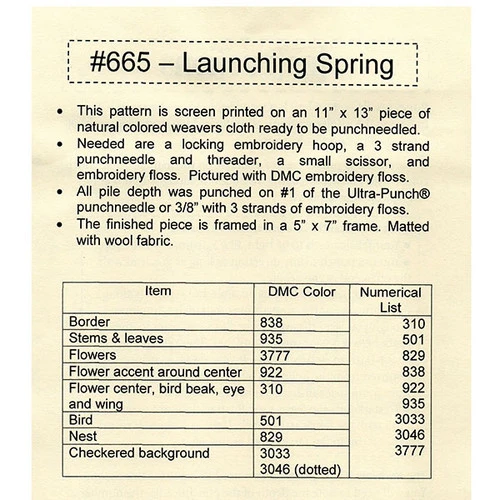 #665 – Launching Spring
• This pattern is screen printed on an 11" x 13" piece of
natural colored weavers cloth ready to be punchneedled.
• Needed are a locking embroidery hoop, a 3 strand
punchneedle and threader, a small scissor, and
embroidery floss. Pictured with DMC embroidery floss.
• All pile depth was punched on #1 of the Ultra-Punch®
punchneedle or 3/8" with 3 strands of embroidery floss.
• The finished piece is framed in a 5" x 7" frame. Matted
with wool fabric.
Item DMC Color Numerical
List
Border 838 310
Stems & leaves 935 501
Flowers 3777 829
Flower accent around center 922 838
Flower center, bird beak, eye 310 922
and wing 935
Bird 501 3033
Nest 829 3046
Checkered background 3033 3777
3046 (dotted)